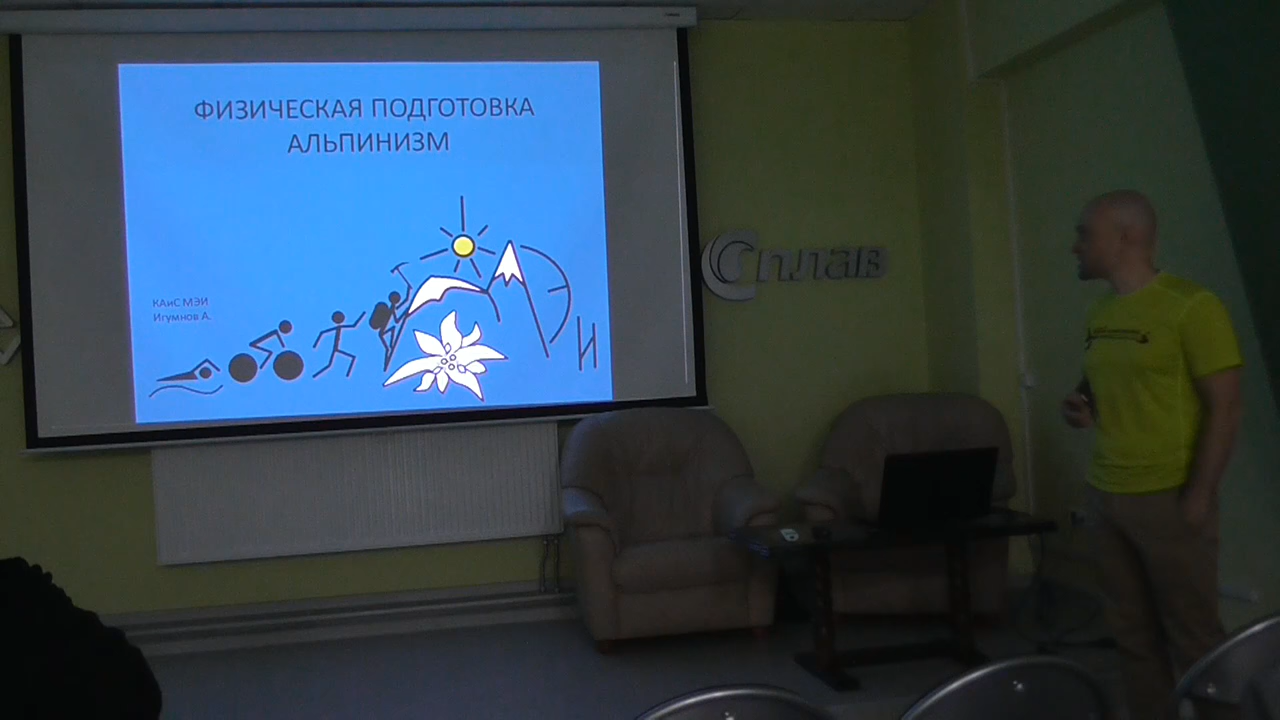 ФИЗИЧЕСКАЯ ПОДГОТОВКА
АЛЬПИНИЗМ
КАиС МЭИ
Игумнов А.
Э
И
Сплав